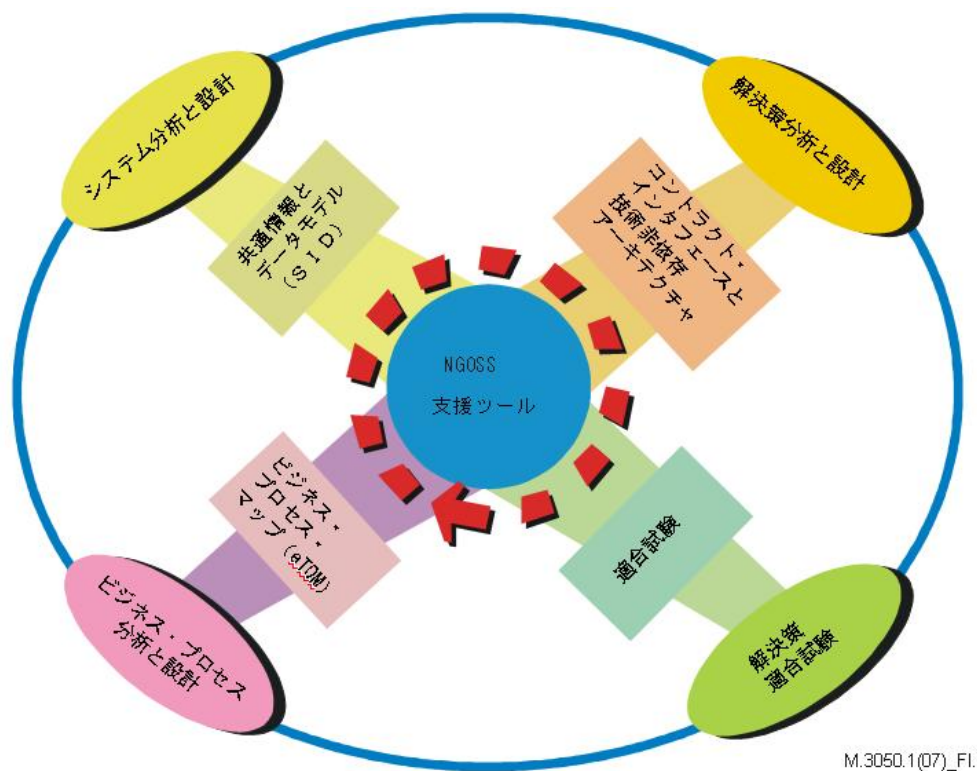 システム分析と設計
解決策分析と設計
共通情報と
データモデル
(SID)
コントラクト・
インタフェースと
技術非依存
アーキテクチャ
NGOSS
支援ツール
ビジネス・
プロセス・
マップ(eTOM)
適合試験
ビジネス・プロセス
分析と設計
解決策
適合試験
M.3050.1(07)_FI.